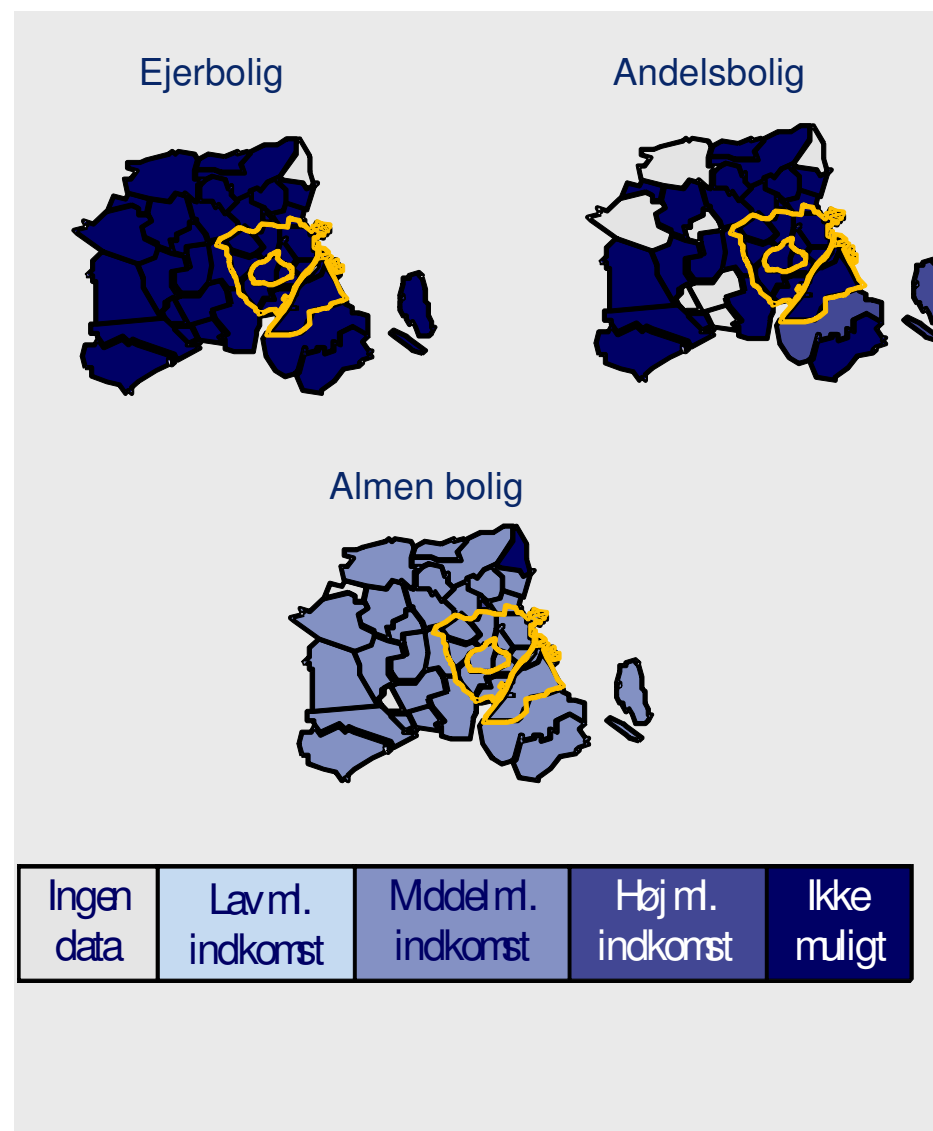 Ejerbolig
Andelsbolig
Almen bolig
Ingen data
Lav ml. indkomst
Middel ml. indkomst
Høj ml. indkomst
Ikke muligt